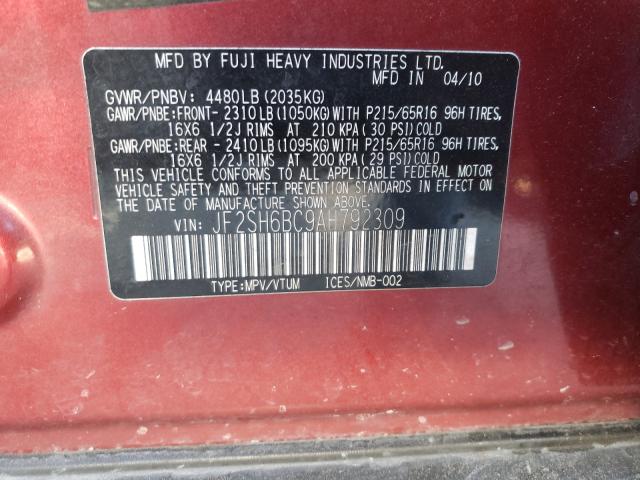 MFD BY FUJI HEAVY INDUSTRIES LTD.
MFD IN 04/10
GVWR/PNBV: 4480LB(2035KG)
GAWR/PNBE:FRONT- 2310LB(1050KG)WITH P215/65R16 96H TIRES,
16X6 1/2J RIMS AT 210 KPA( 30 PSI)COLD
GAWR/PNBE:REAR - 2410LB(1095KG)WITH P215/65R16 96H TIRES,
16X6 1/2J RIMS AT 200 KPA( 29 PSI)COLD
THIS VEHICLE CONFORMS TO ALL APPLICABLE FEDERAL MOTOR
VEHICLE SAFETY AND THEFT PREVENTION STANDARDS IN EFFECT
ON THE DATE OF MANUFACTURE SHOWN ABOVE.
VIN: JF2SH6BC9AH792309
TYPE:MPV/VTUM ICES/NMB-002